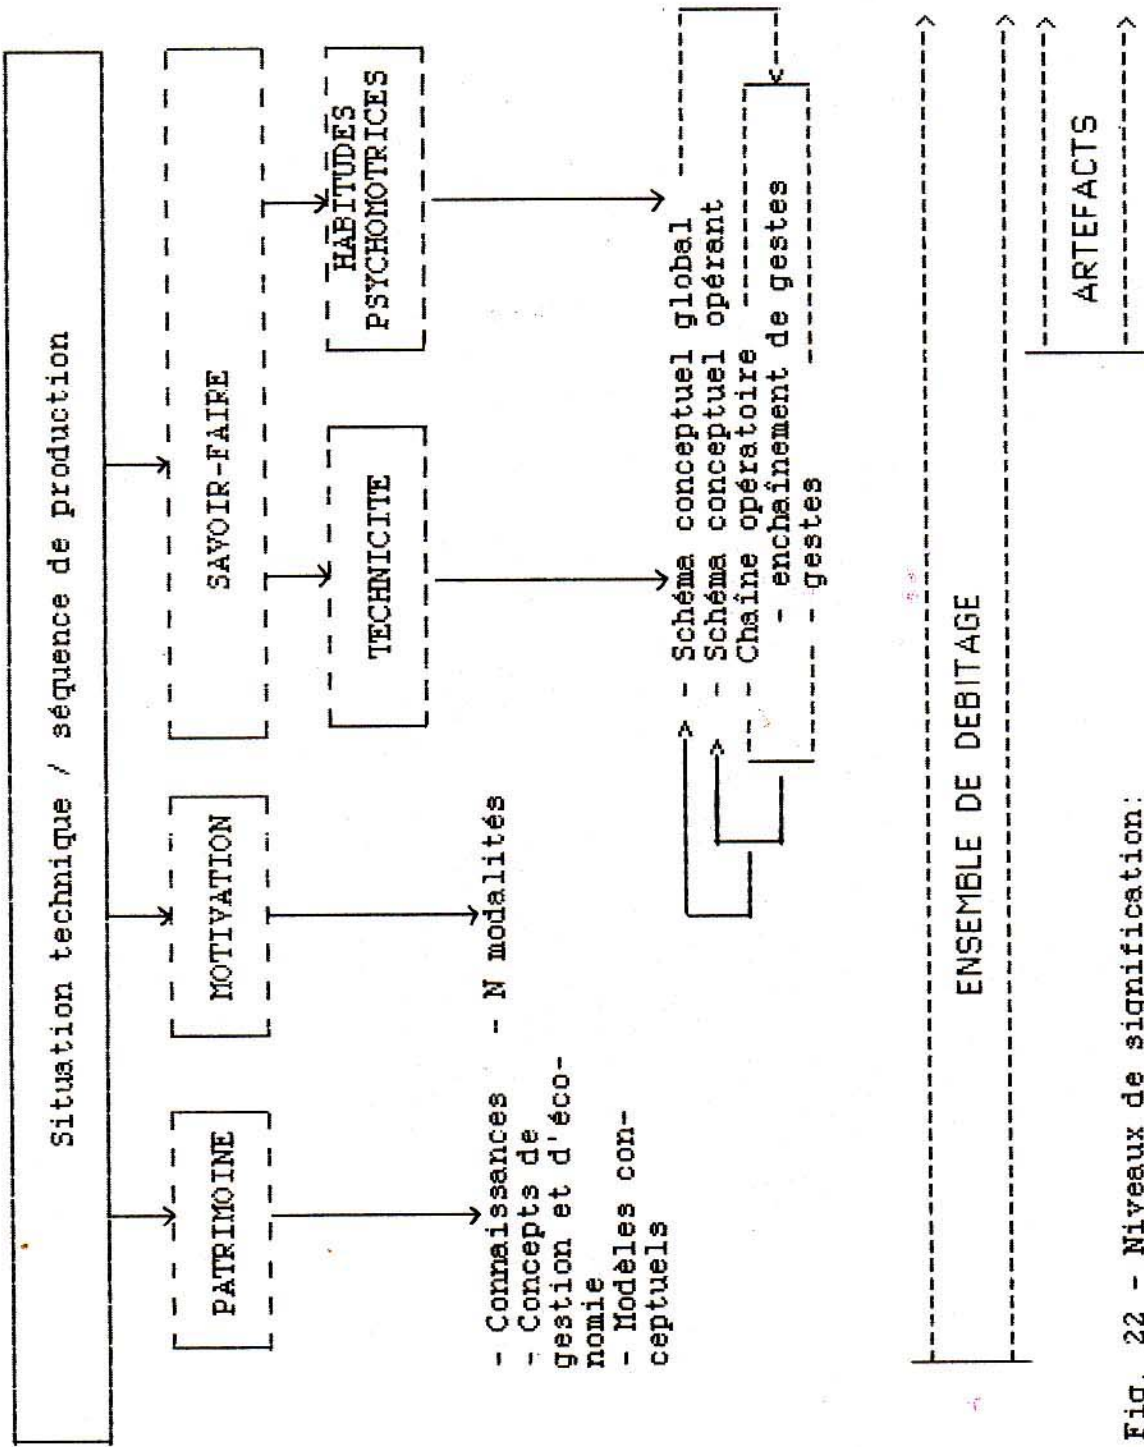 Situation technique / séquence de production
PATRIMOINE
MOTIVATION
SAVOIR-FAIRE
TECHNICITE
HABITUDES
PSYCHOMOTRICES
- Connaissances
- Concepts de
gestion et d'éco-
nomie
- Modèles con-
ceptuels
- N modalités
- Schéma conceptuel global
- Schéma conceptuel opérant
- Chaîne opératoire
- enchaînement de gestes
- gestes
ENSEMBLE DE DEBITAGE
ARTEFACTS
Fig. 22 - Niveaux de signification: